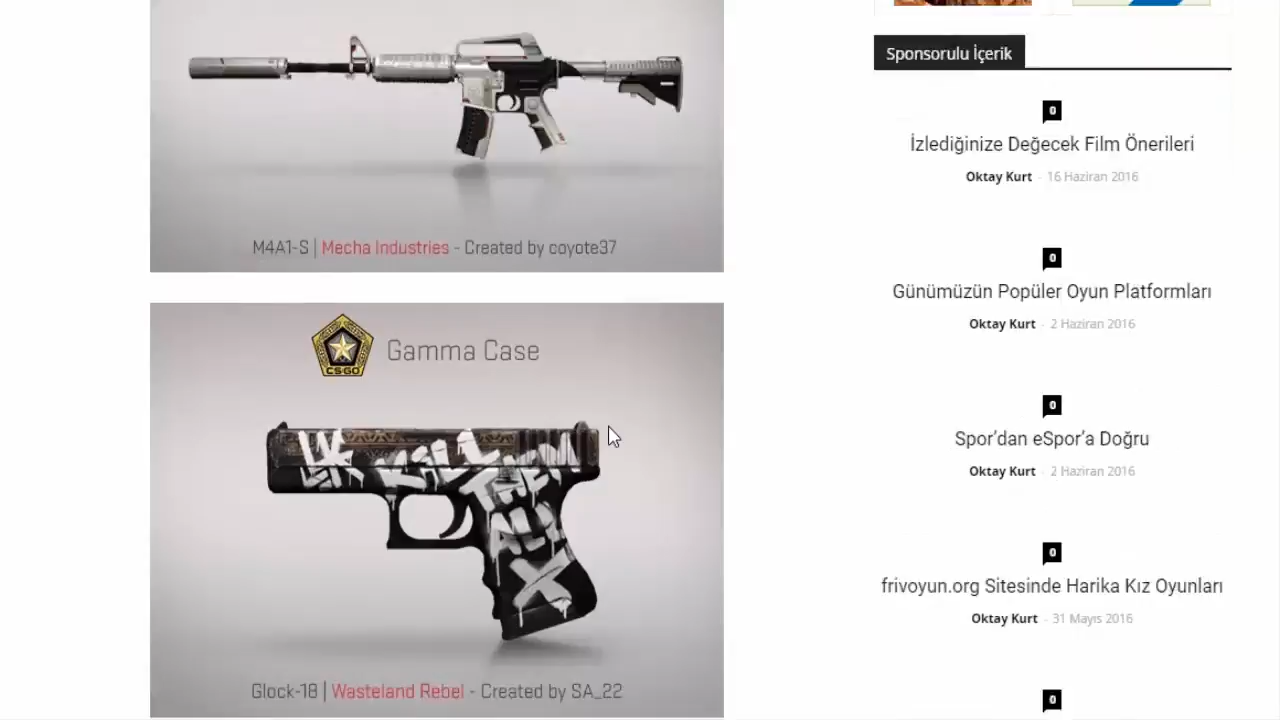 M4A1-S | Mecha Industries - Created by coyote37
CS:GO
Gamma Case
KILL
THEM
ALL
Glock-18 | Wasteland Rebel - Created by SA_22
Sponsorulu İçerik
0
İzlediğinize Değecek Film Önerileri
Oktay Kurt - 16 Haziran 2016
0
Günümüzün Popüler Oyun Platformları
Oktay Kurt - 2 Haziran 2016
0
Spor’dan eSpor’a Doğru
Oktay Kurt - 2 Haziran 2016
0
frivoyun.org Sitesinde Harika Kız Oyunları
Oktay Kurt - 31 Mayıs 2016
0